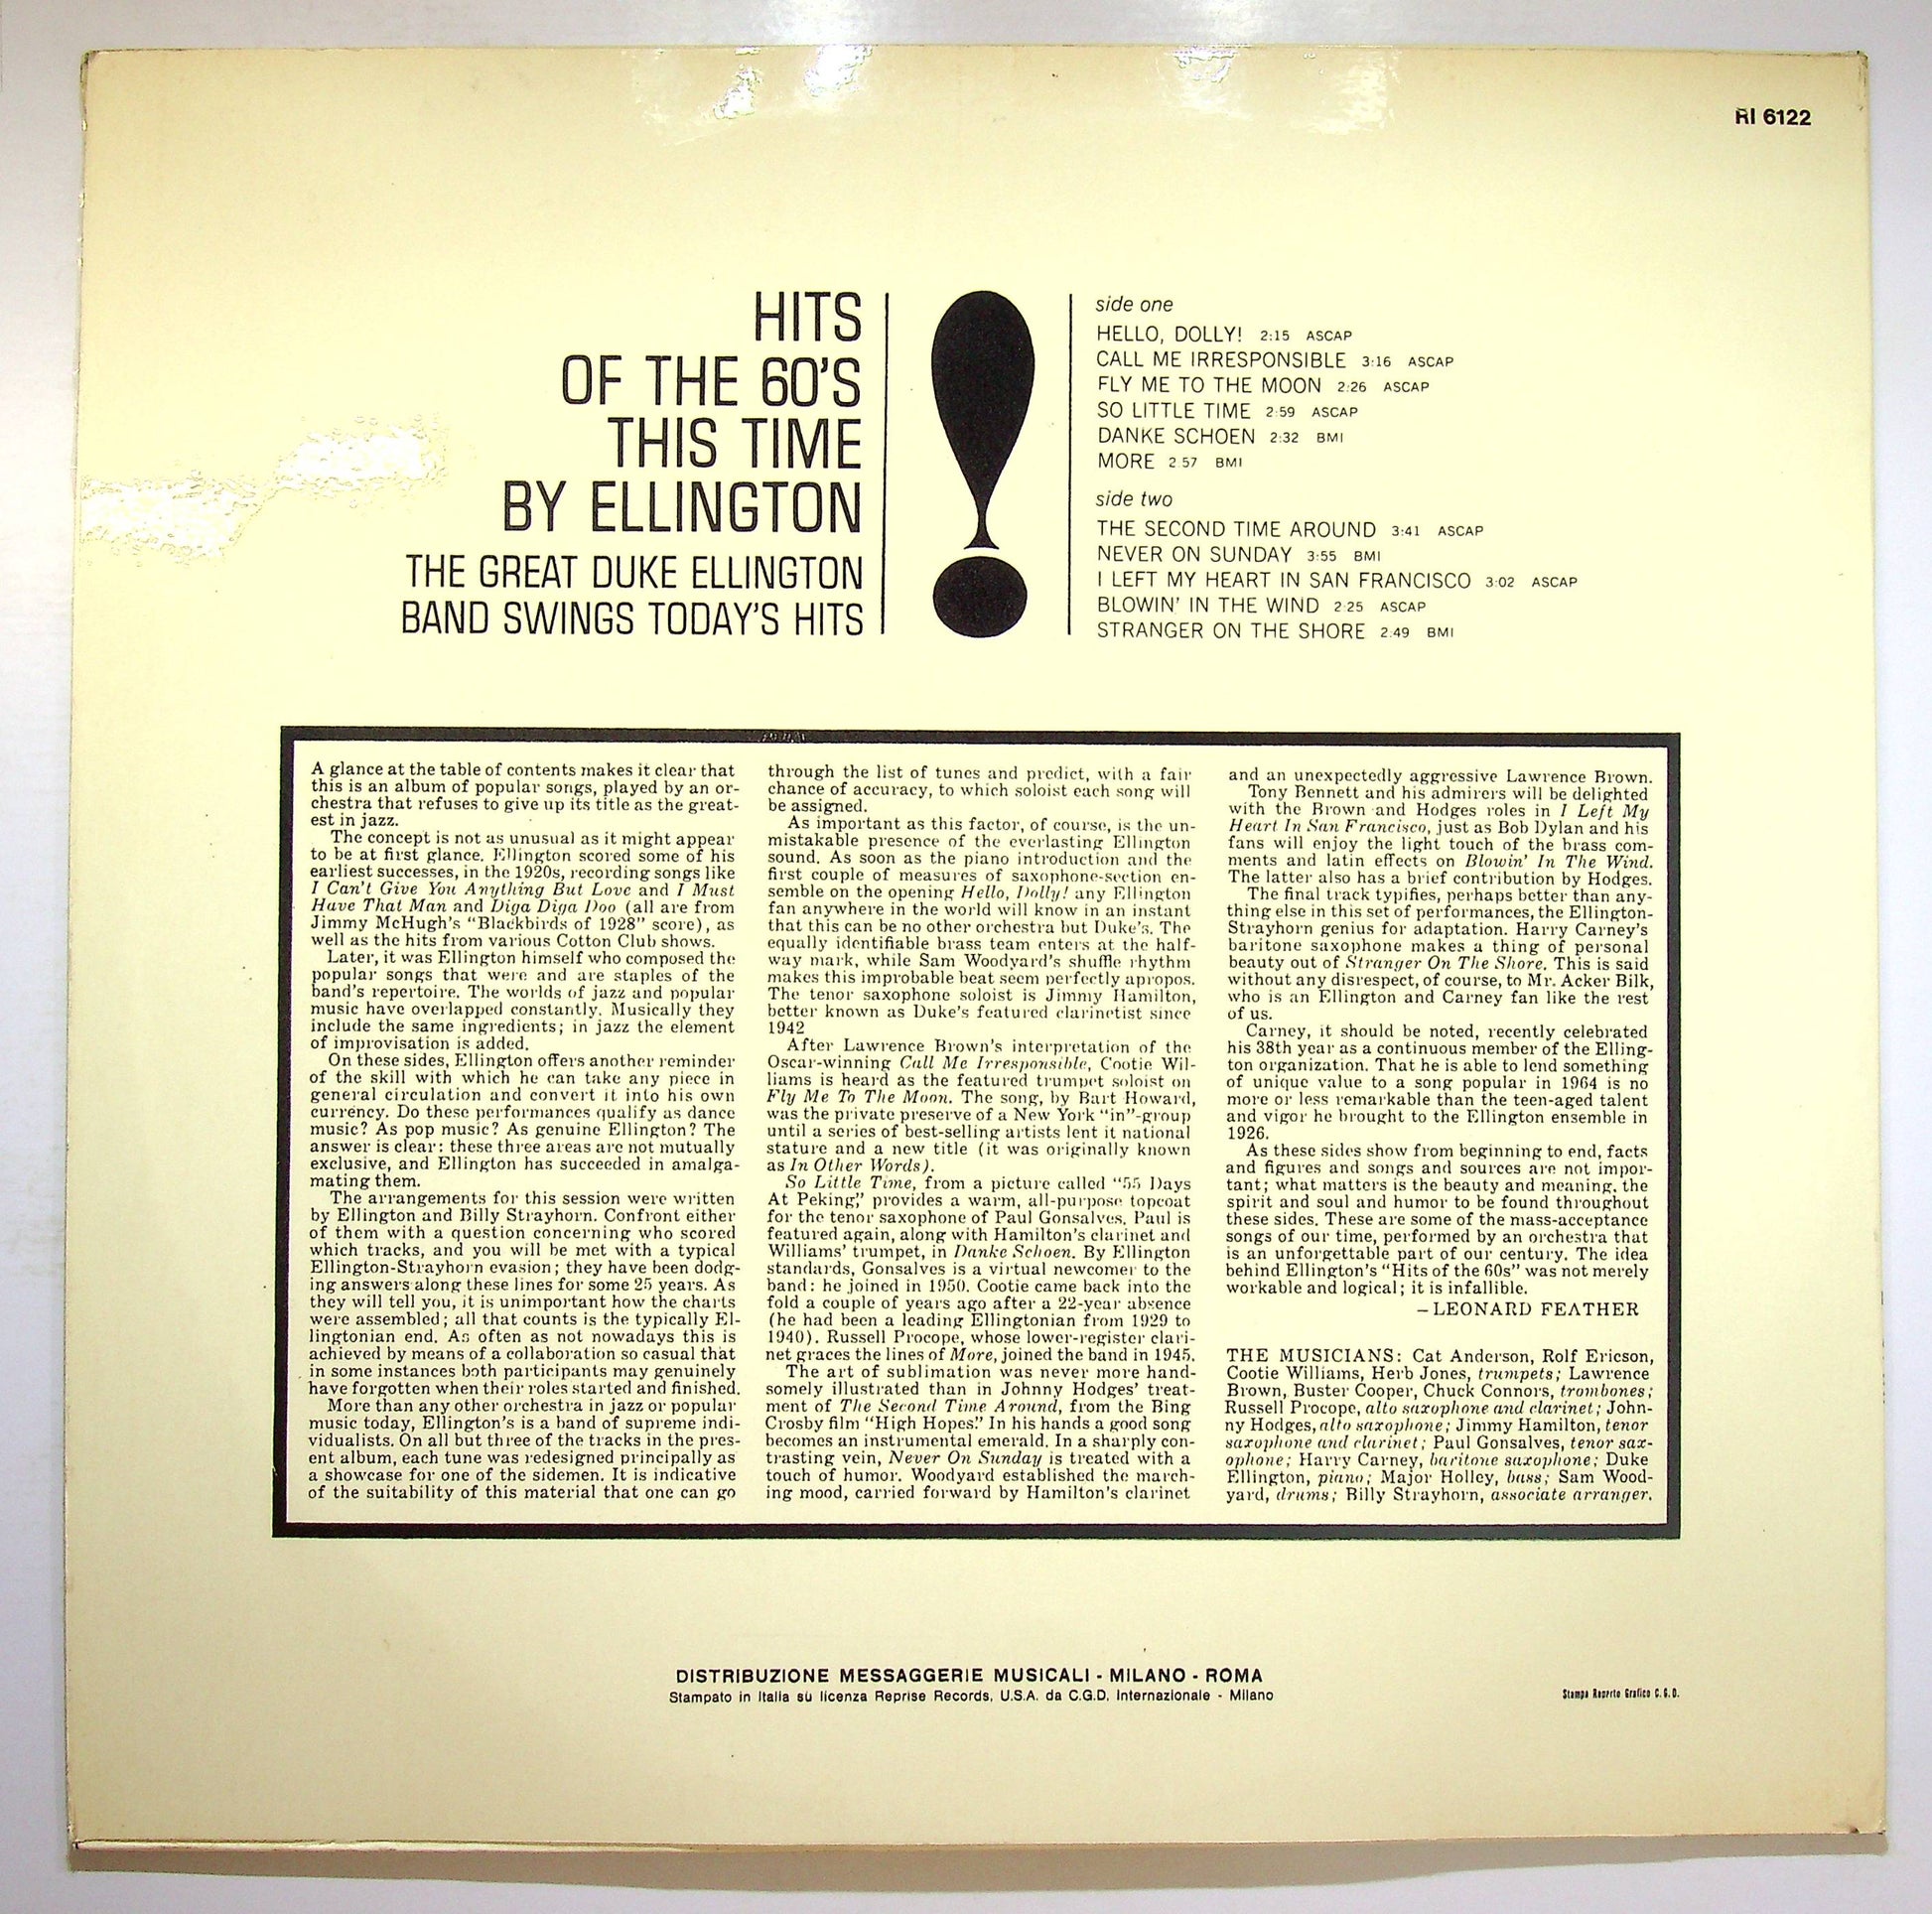 RI 6122
HITS
OF THE 60'S
THIS TIME
BY ELLINGTON
THE GREAT DUKE ELLINGTON
BAND SWINGS TODAY'S HITS
side one
HELLO, DOLLY! 2:15 ASCAP
CALL ME IRRESPONSIBLE 3:16 ASCAP
FLY ME TO THE MOON 2:26 ASCAP
SO LITTLE TIME 2:59 ASCAP
DANKE SCHOEN 2:32 BMI
MORE 2:57 BMI
side two
THE SECOND TIME AROUND 3:41 ASCAP
NEVER ON SUNDAY 3:55 BMI
I LEFT MY HEART IN SAN FRANCISCO 3:02 ASCAP
BLOWIN' IN THE WIND 2:25 ASCAP
STRANGER ON THE SHORE 2:49 BMI
A glance at the table of contents makes it clear that
this is an album of popular songs, played by an or-
chestra that refuses to give up its title as the great-
est in jazz.
The concept is not as unusual as it might appear
to be at first glance. Ellington scored some of his
earliest successes, in the 1920s, recording songs like
I Can't Give You Anything But Love and I Must
Have That Man and Diga Diga Doo (all are from
Jimmy McHugh's "Blackbirds of 1928" score), as
well as the hits from various Cotton Club shows.
Later, it was Ellington himself who composed the
popular songs that were and are staples of the
band's repertoire. The worlds of jazz and popular
music have overlapped constantly. Musically they
include the same ingredients; in jazz the element
of improvisation is added.
On these sides, Ellington offers another reminder
of the skill with which he can take any piece in
general circulation and convert it into his own
currency. Do these performances qualify as dance
music? As pop music? As genuine Ellington? The
answer is clear: these three areas are not mutually
exclusive, and Ellington has succeeded in amalga-
mating them.
The arrangements for this session were written
by Ellington and Billy Strayhorn. Confront either
of them with a question concerning who scored
which tracks, and you will be met with a typical
Ellington-Strayhorn evasion; they have been dodg-
ing answers along these lines for some 25 years. As
they will tell you, it is unimportant how the charts
were assembled; all that counts is the typically El-
lingtonian end. As often as not nowadays this is
achieved by means of a collaboration so casual that
in some instances both participants may genuinely
have forgotten when their roles started and finished.
More than any other orchestra in jazz or popular
music today, Ellington's is a band of supreme indi-
vidualists. On all but three of the tracks in the pres-
ent album, each tune was redesigned principally as
a showcase for one of the sidemen. It is indicative
of the suitability of this material that one can go
through the list of tunes and predict, with a fair
chance of accuracy, to which soloist each song will
be assigned.
As important as this factor, of course, is the un-
mistakable presence of the everlasting Ellington
sound. As soon as the piano introduction and the
first couple of measures of saxophone-section en-
semble on the opening Hello, Dolly! any Ellington
fan anywhere in the world will know in an instant
that this can be no other orchestra but Duke's. The
equally identifiable brass team enters at the half-
way mark, while Sam Woodyard's shuffle rhythm
makes this improbable beat seem perfectly apropos.
The tenor saxophone soloist is Jimmy Hamilton,
better known as Duke's featured clarinetist since
1942
After Lawrence Brown's interpretation of the
Oscar-winning Call Me Irresponsible, Cootie Wil-
liams is heard as the featured trumpet soloist on
Fly Me To The Moon. The song, by Bart Howard,
was the private preserve of a New York "in"-group
until a series of best-selling artists lent it national
stature and a new title (it was originally known
as In Other Words).
So Little Time, from a picture called "55 Days
At Peking," provides a warm, all-purpose topcoat
for the tenor saxophone of Paul Gonsalves. Paul is
featured again, along with Hamilton's clarinet and
Williams' trumpet, in Danke Schoen. By Ellington
standards, Gonsalves is a virtual newcomer to the
band: he joined in 1950. Cootie came back into the
fold a couple of years ago after a 22-year absence
(he had been a leading Ellingtonian from 1929 to
1940). Russell Procope, whose lower-register clari-
net graces the lines of More, joined the band in 1945.
The art of sublimation was never more hand-
somely illustrated than in Johnny Hodges' treat-
ment of The Second Time Around, from the Bing
Crosby film "High Hopes." In his hands a good song
becomes an instrumental emerald. In a sharply con-
trasting vein, Never On Sunday is treated with a
touch of humor. Woodyard established the march-
ing mood, carried forward by Hamilton's clarinet
and an unexpectedly aggressive Lawrence Brown.
Tony Bennett and his admirers will be delighted
with the Brown and Hodges roles in I Left My
Heart In San Francisco, just as Bob Dylan and his
fans will enjoy the light touch of the brass com-
ments and latin effects on Blowin' In The Wind.
The latter also has a brief contribution by Hodges.
The final track typifies, perhaps better than any-
thing else in this set of performances, the Ellington-
Strayhorn genius for adaptation. Harry Carney's
baritone saxophone makes a thing of personal
beauty out of Stranger On The Shore. This is said
without any disrespect, of course, to Mr. Acker Bilk,
who is an Ellington and Carney fan like the rest
of us.
Carney, it should be noted, recently celebrated
his 38th year as a continuous member of the Elling-
ton organization. That he is able to lend something
of unique value to a song popular in 1964 is no
more or less remarkable than the teen-aged talent
and vigor he brought to the Ellington ensemble in
1926.
As these sides show from beginning to end, facts
and figures and songs and sources are not impor-
tant; what matters is the beauty and meaning, the
spirit and soul and humor to be found throughout
these sides. These are some of the mass-acceptance
songs of our time, performed by an orchestra that
is an unforgettable part of our century. The idea
behind Ellington's "Hits of the 60s" was not merely
workable and logical; it is infallible.
—LEONARD FEATHER
THE MUSICIANS: Cat Anderson, Rolf Ericson,
Cootie Williams, Herb Jones, trumpets; Lawrence
Brown, Buster Cooper, Chuck Connors, trombones;
Russell Procope, alto saxophone and clarinet; John-
ny Hodges, alto saxophone; Jimmy Hamilton, tenor
saxophone and clarinet; Paul Gonsalves, tenor sax-
ophone; Harry Carney, baritone saxophone; Duke
Ellington, piano; Major Holley, bass; Sam Wood-
yard, drums; Billy Strayhorn, associate arranger.
DISTRIBUZIONE MESSAGGERIE MUSICALI - MILANO - ROMA
Stampato in Italia su licenza Reprise Records, U.S.A. da C.G.D. Internazionale - Milano
Stampa Reparto Grafico C.G.D.